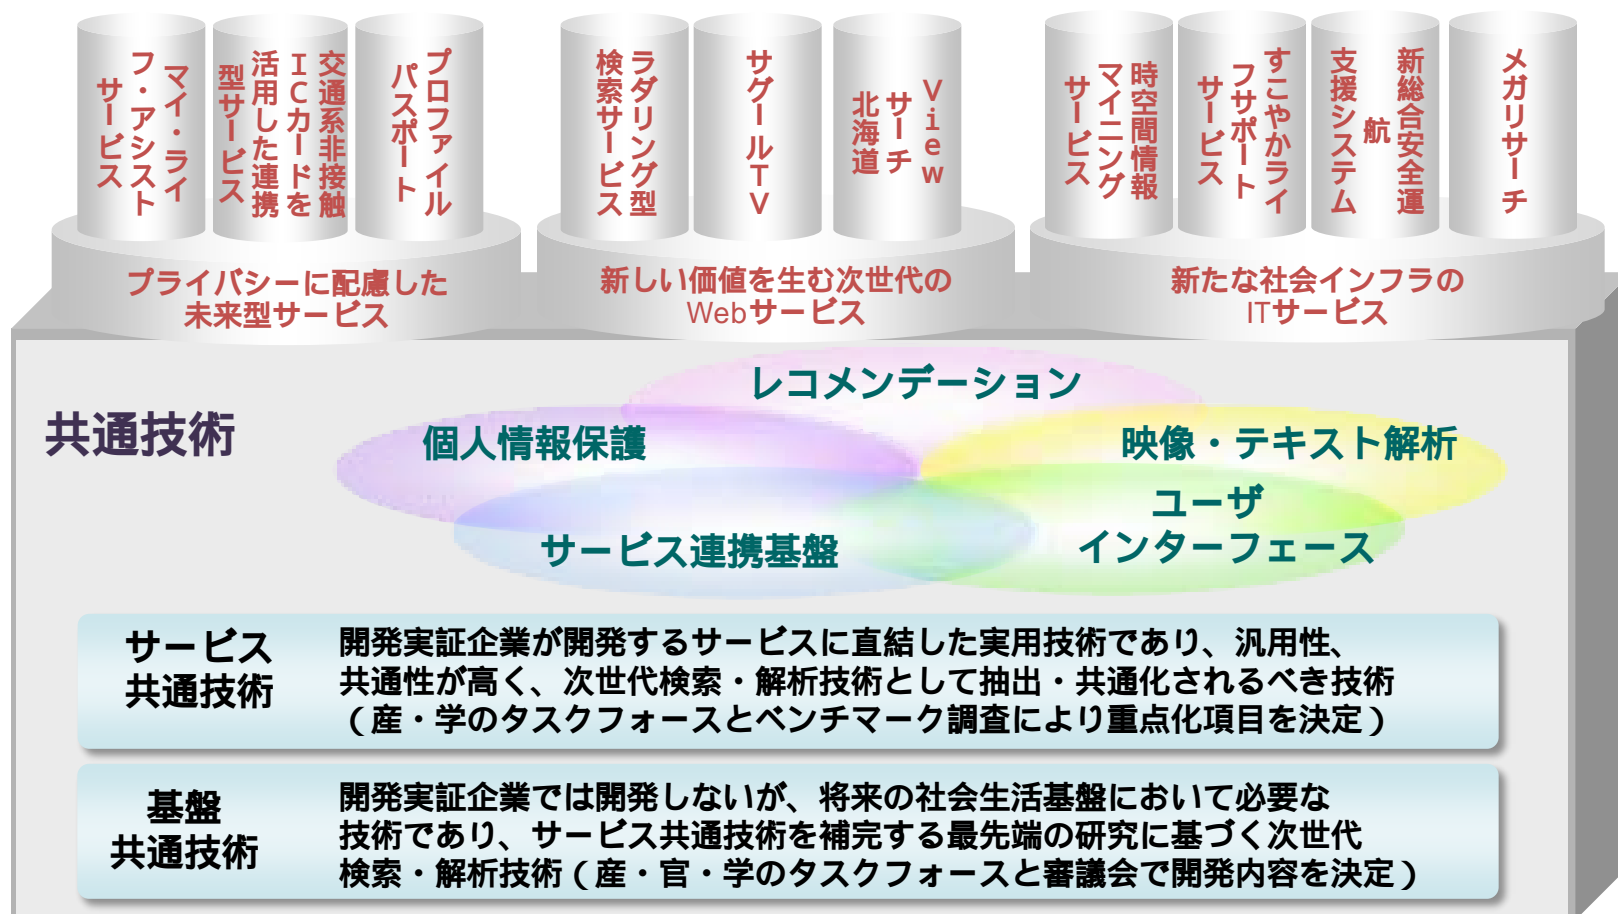 マイ・ライ
フ・アシスト
サービス
交通系非接触
ICカードを
活用した連携
型サービス
プロファイル
パスポート
ラダリング型
検索サービス
サグールTV
View
サーチ
北海道
時空間情報
マイニング
サービス
すこやかライ
フサポート
サービス
新総合安全運
航
支援システム
メガリサーチ
プライバシーに配慮した
未来型サービス
新しい価値を生む次世代の
Webサービス
新たな社会インフラの
ITサービス
共通技術
レコメンデーション
個人情報保護
映像・テキスト解析
サービス連携基盤
ユーザ
インターフェース
サービス
共通技術
開発実証企業が開発するサービスに直結した実用技術であり、汎用性、
共通性が高く、次世代検索・解析技術として抽出・共通化されるべき技術
(産・学のタスクフォースとベンチマーク調査により重点化項目を決定)
基盤
共通技術
開発実証企業では開発しないが、将来の社会生活基盤において必要な
技術であり、サービス共通技術を補完する最先端の研究に基づく次世代
検索・解析技術(産・官・学のタスクフォースと審議会で開発内容を決定)